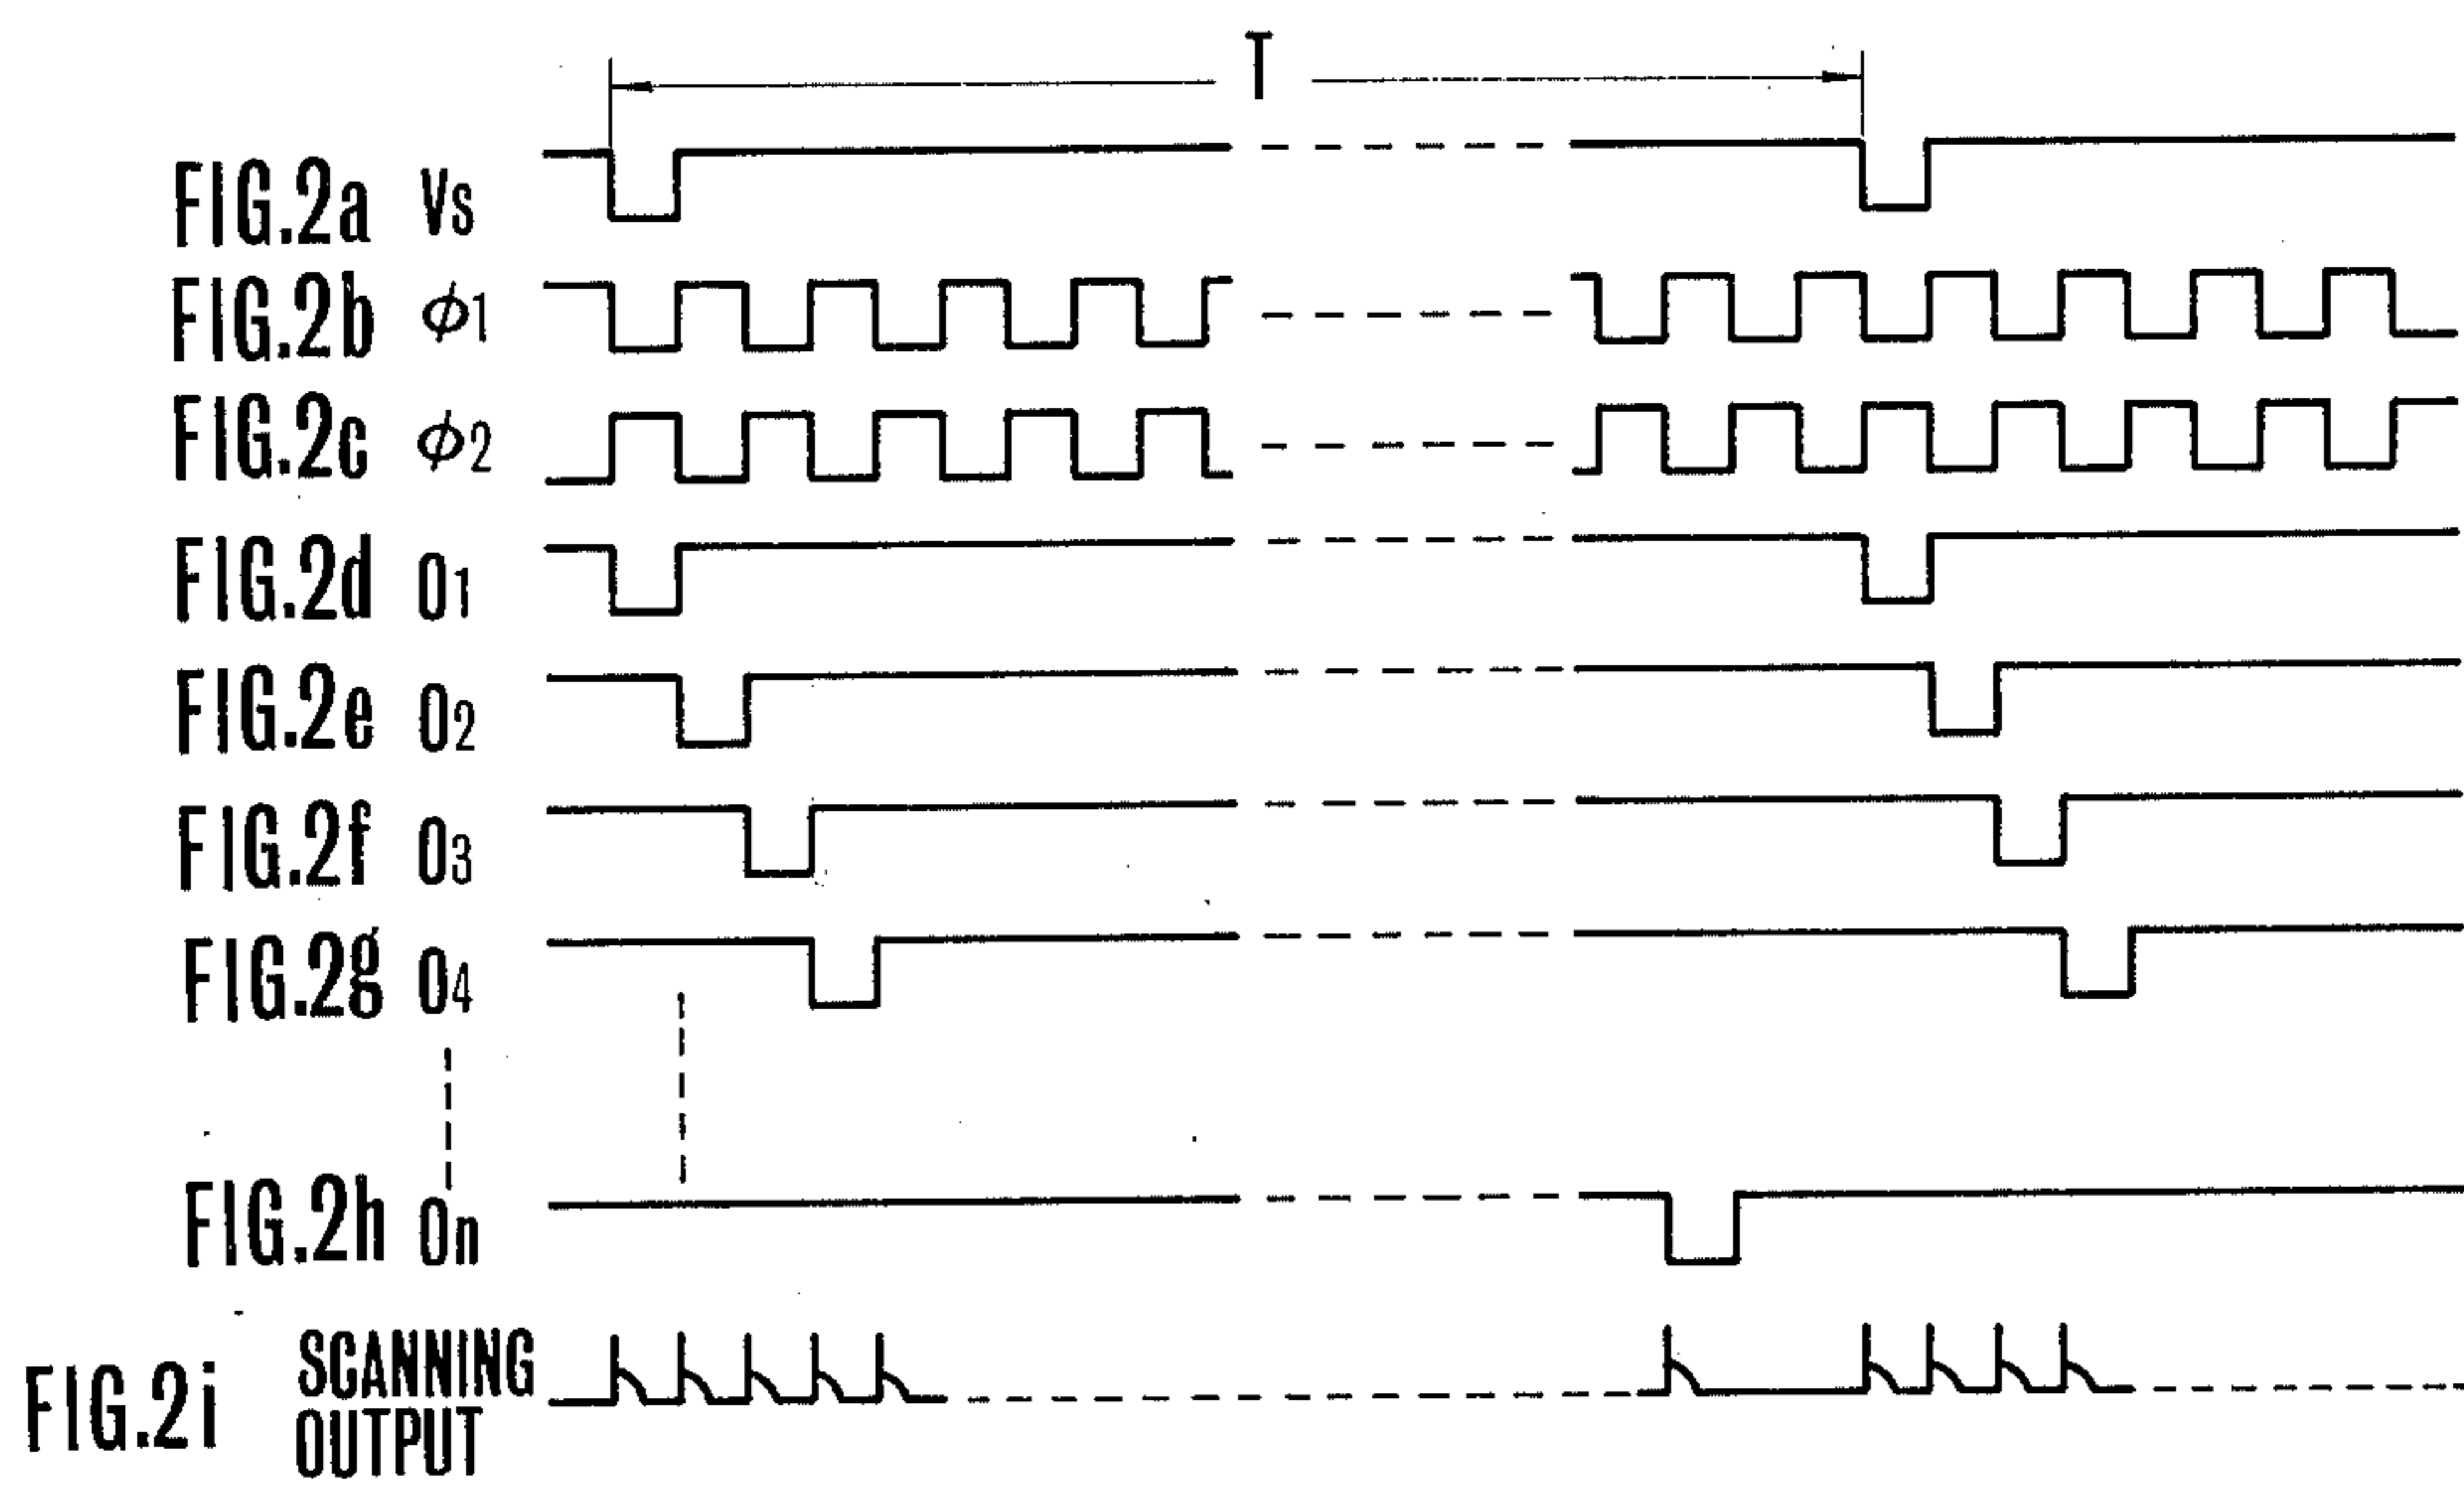 T
FIG.2a Vs
FIG.2b ϕ1
FIG.2c ϕ2
FIG.2d O1
FIG.2e O2
FIG.2f O3
FIG.2g O4
FIG.2h On
FIG.2i SCANNING OUTPUT